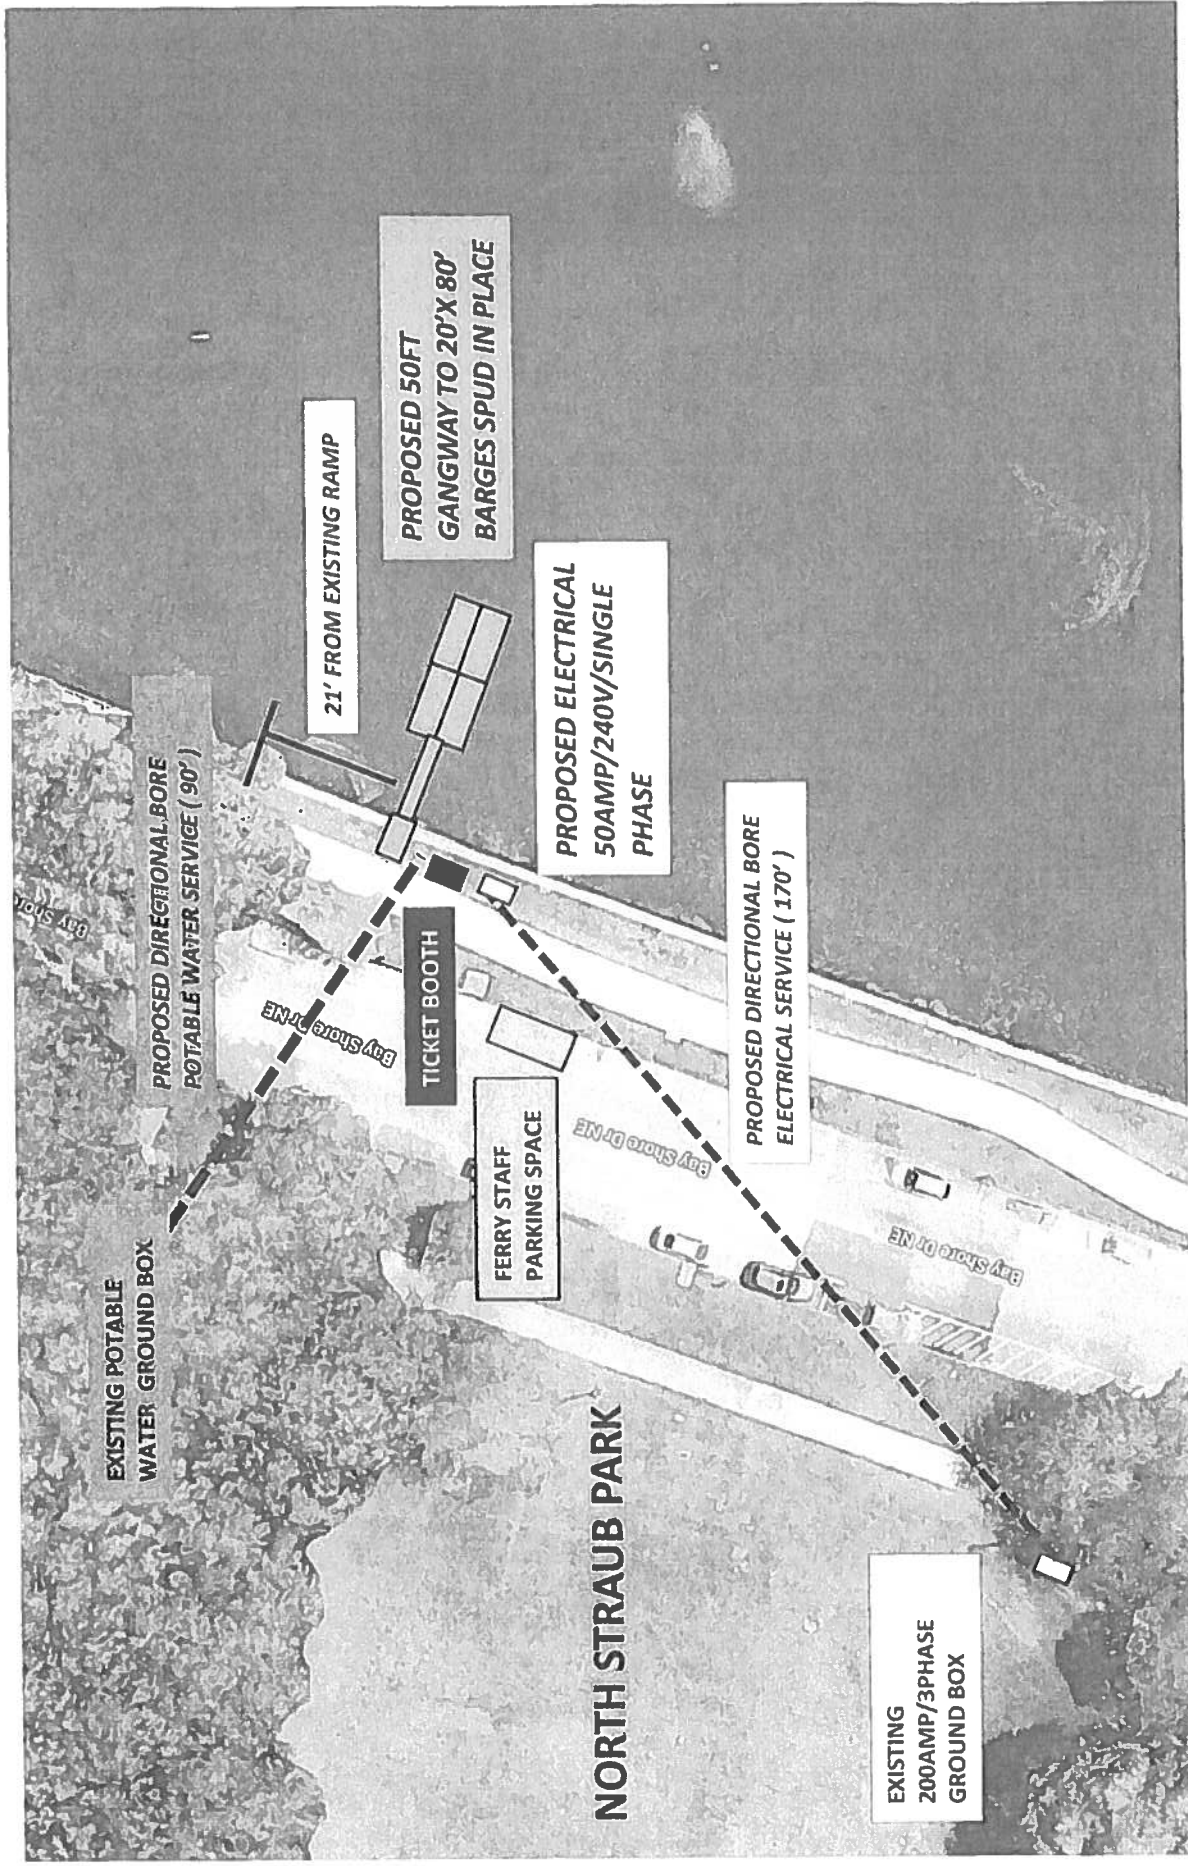 EXISTING POTABLE
WATER GROUND BOX
PROPOSED DIRECTIONAL BORE
POTABLE WATER SERVICE ( 90' )
Bay Shore
Bay Shore Dr NE
21' FROM EXISTING RAMP
PROPOSED 50FT
GANGWAY TO 20'X 80'
BARGES SPUD IN PLACE
TICKET BOOTH
FERRY STAFF
PARKING SPACE
PROPOSED ELECTRICAL
50AMP/240V/SINGLE
PHASE
Bay Shore Dr NE
NORTH STRAUB PARK
PROPOSED DIRECTIONAL BORE
ELECTRICAL SERVICE ( 170' )
Bay Shore Dr NE
EXISTING
200AMP/3PHASE
GROUND BOX